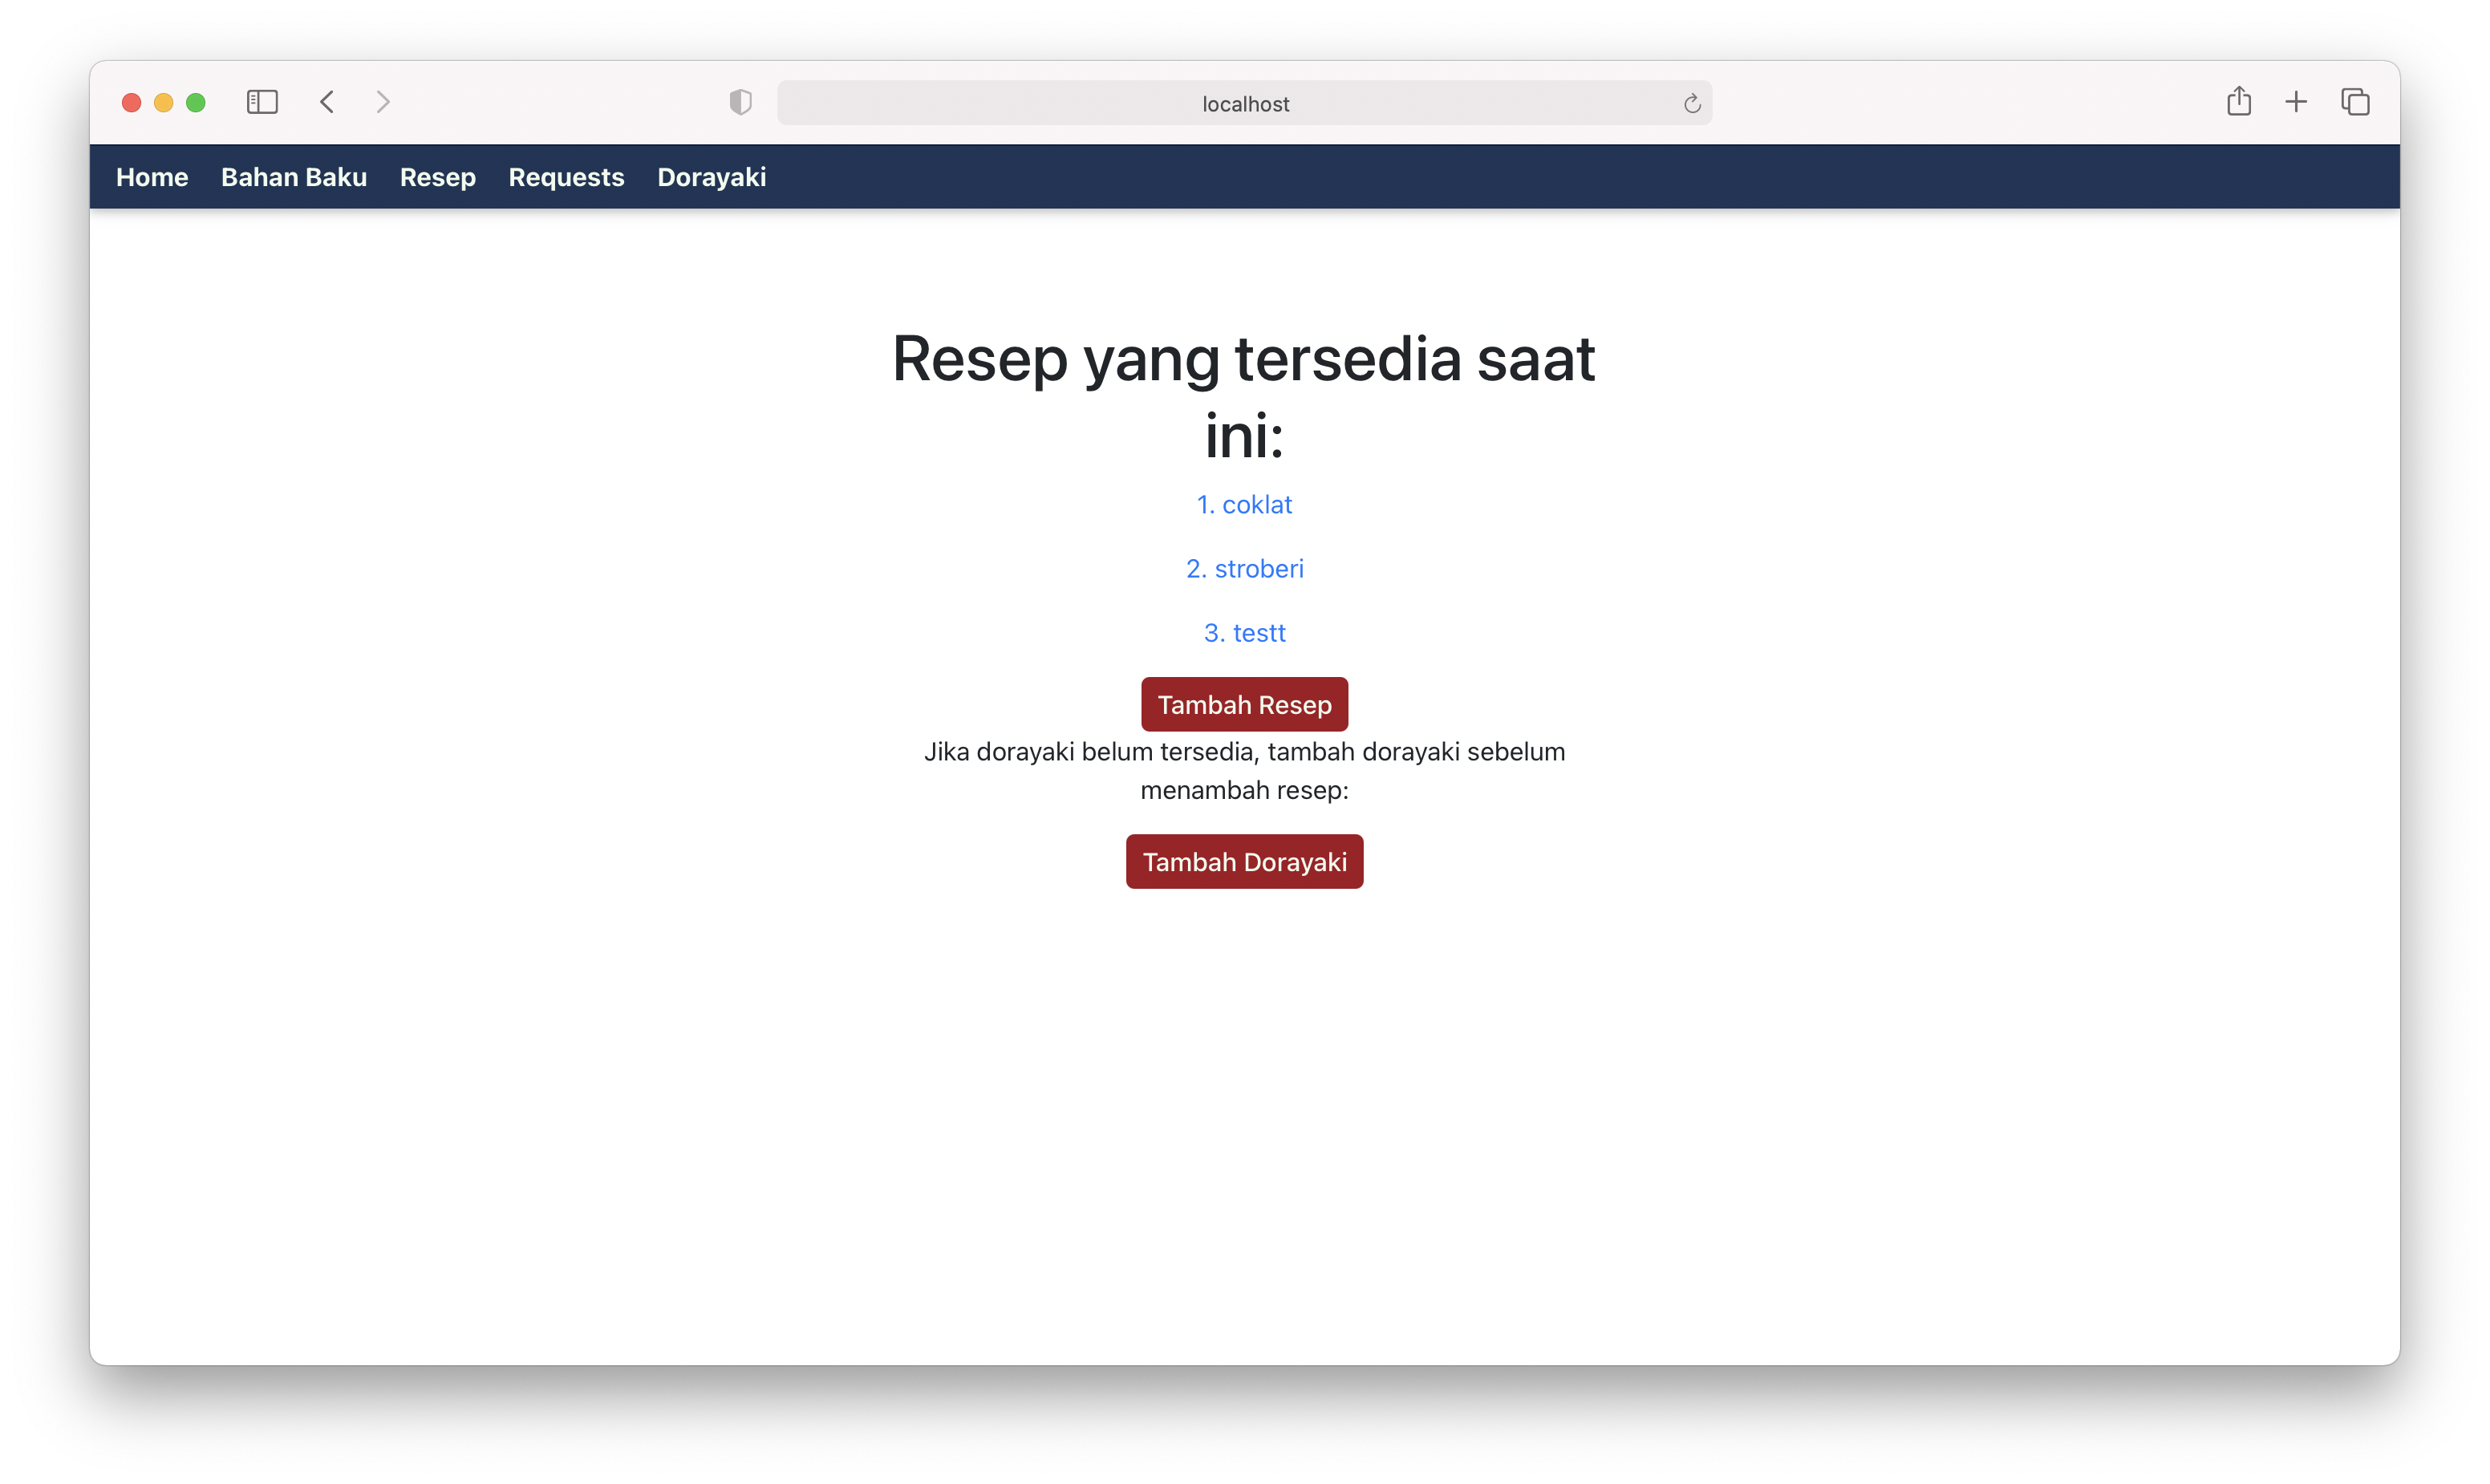 localhost
Home Bahan Baku Resep Requests Dorayaki
Resep yang tersedia saat
ini:
1. coklat
2. stroberi
3. testt
Tambah Resep
Jika dorayaki belum tersedia, tambah dorayaki sebelum
menambah resep:
Tambah Dorayaki